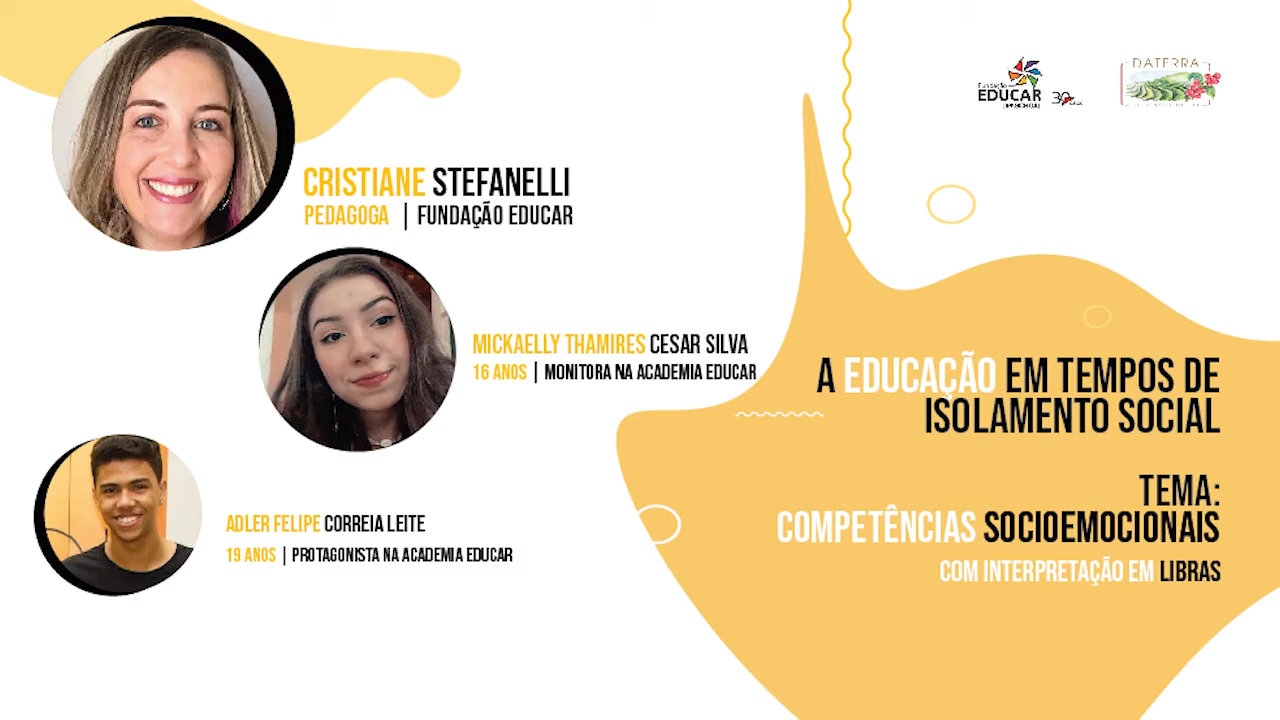 CRISTIANE STEFANELLI
PEDAGOGA | FUNDAÇÃO EDUCAR
MICKAELLY THAMIRES CESAR SILVA
16 ANOS | MONITORA NA ACADEMIA EDUCAR
ADLER FELIPE CORREIA LEITE
19 ANOS | PROTAGONISTA NA ACADEMIA EDUCAR
Fundação
EDUCAR
30
DATERRA
A EDUCAÇÃO EM TEMPOS DE
ISOLAMENTO SOCIAL
TEMA:
COMPETÊNCIAS SOCIOEMOCIONAIS
COM INTERPRETAÇÃO EM LIBRAS